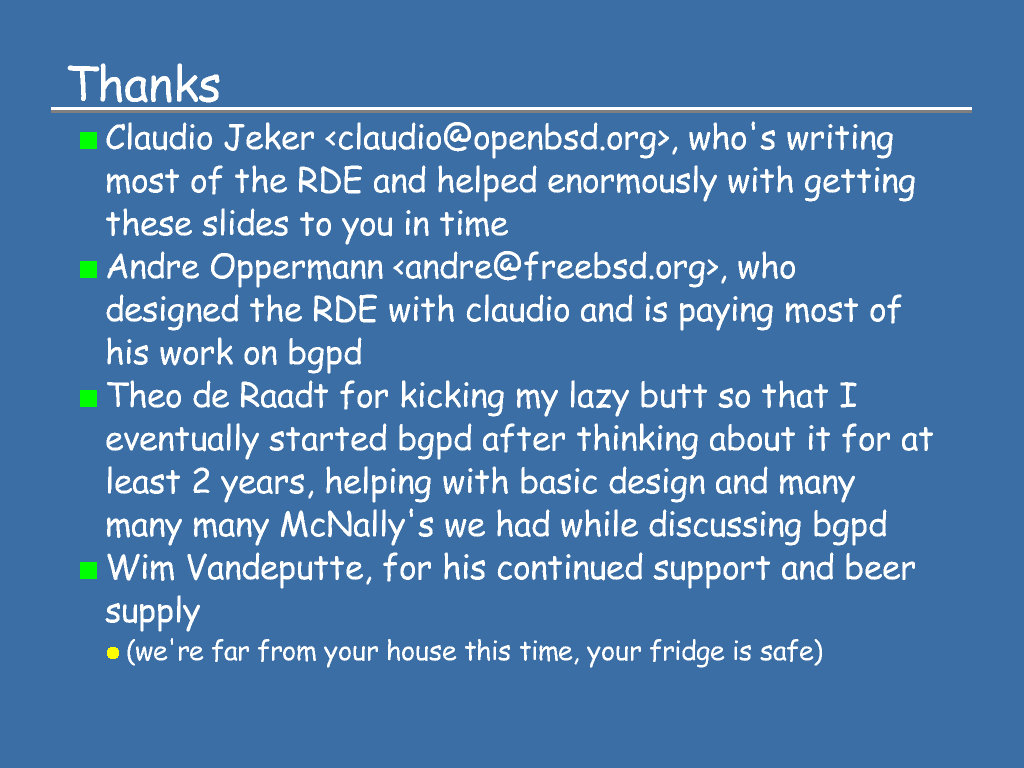 Thanks
Claudio Jeker <claudio@openbsd.org>, who's writing
most of the RDE and helped enormously with getting
these slides to you in time
Andre Oppermann <andre@freebsd.org>, who
designed the RDE with claudio and is paying most of
his work on bgpd
Theo de Raadt for kicking my lazy butt so that I
eventually started bgpd after thinking about it for at
least 2 years, helping with basic design and many
many many McNally's we had while discussing bgpd
Wim Vandeputte, for his continued support and beer
supply
(we're far from your house this time, your fridge is safe)